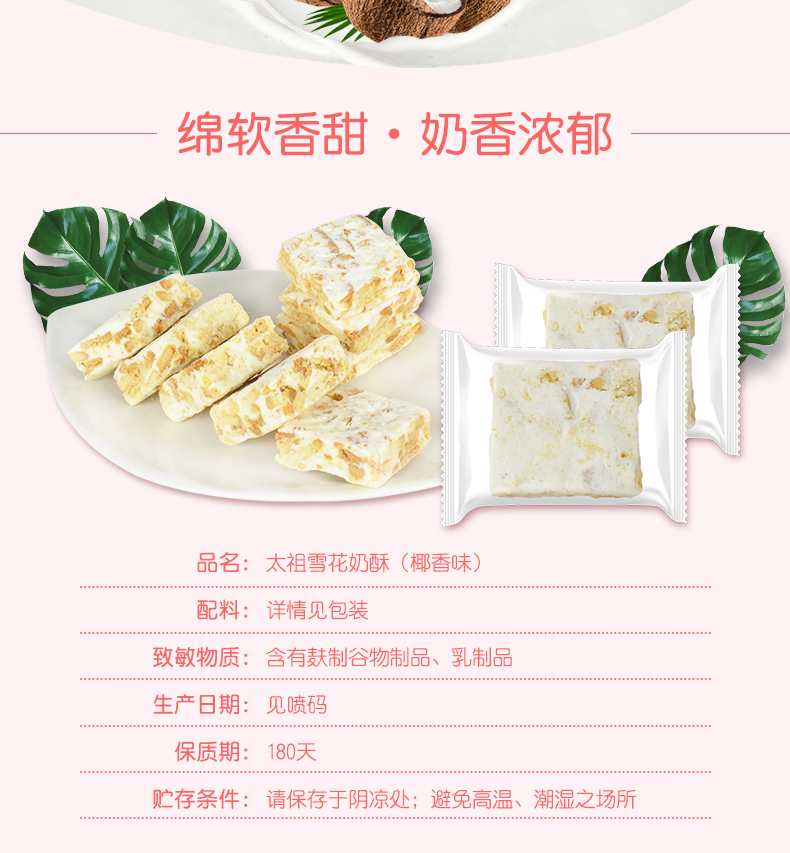 绵软香甜·奶香浓郁
品名：太祖雪花奶酥（椰香味）
配料：详情见包装
致敏物质：含有麸制谷物制品、乳制品
生产日期：见喷码
保质期：180天
贮存条件：请保存于阴凉处；避免高温、潮湿之场所